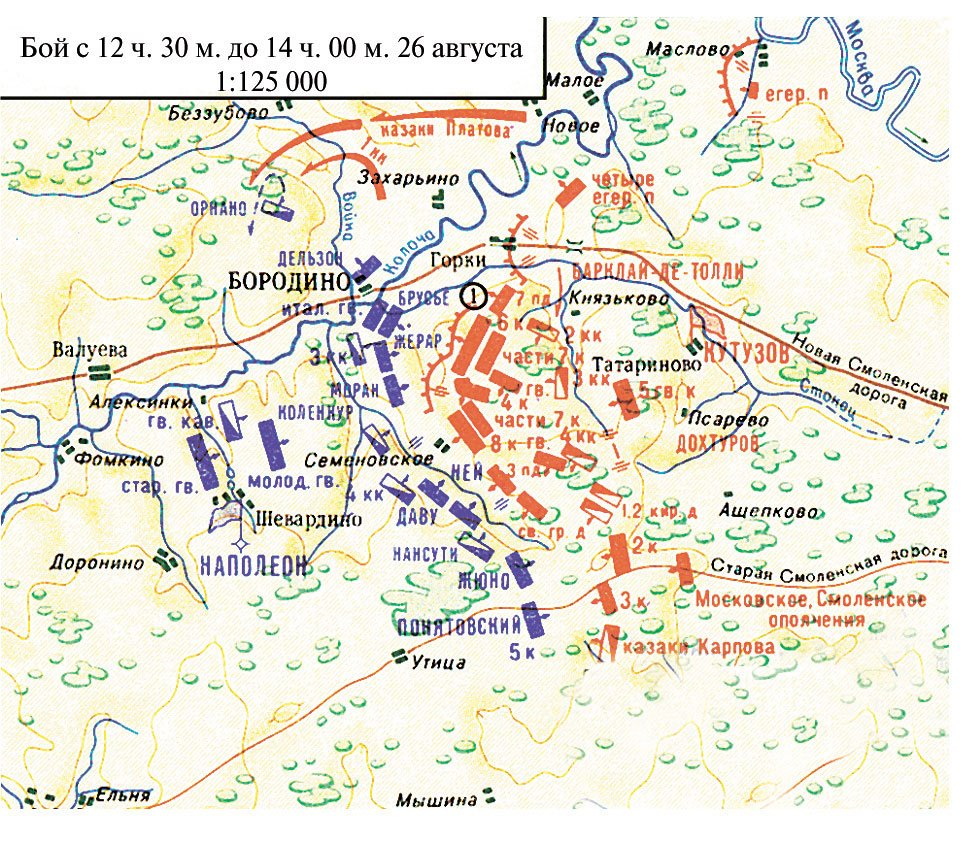 Бой с 12 ч. 30 м. до 14 ч. 00 м. 26 августа
1:125 000
Маслово
Москва
егер. п
Малое
Беззубово
казаки Платова
Новое
1 кк
Захарьино
четыре
егер. п
ОРНАНО
Война
Колоча
ДЕЛЬЗОН
Горки
БАРКЛАЙ-ДЕ-ТОЛЛИ
БОРОДИНО
БРУСЬЕ
1
7 пд
Князьково
итал. гв.
6 к
2 кк
ЖЕРАР
КУТУЗОВ
Новая Смоленская
дорога
Валуева
3 кк
части 7 к
Татариново
МОРАН
гв.
3 кк
5 гв. к
Стонец
Алексинки
КОЛЕНКУР
4 к
гв. кав.
части 7 к
Псарево
8 к
гв.
4 кк
ДОХТУРОВ
Фомкино
Семеновское
НЕЙ
3 пд
стар. гв.
молод. гв.
4 кк
ДАВУ
1.2 кир. д
Ащепково
Шевардино
св. гр. д
НАНСУТИ
2 к
Старая Смоленская дорога
Доронино
НАПОЛЕОН
ЖЮНО
3 к
Московское, Смоленское
ополчения
ПОНЯТОВСКИЙ
5 к
казаки Карпова
Утица
Ельня
Мышина